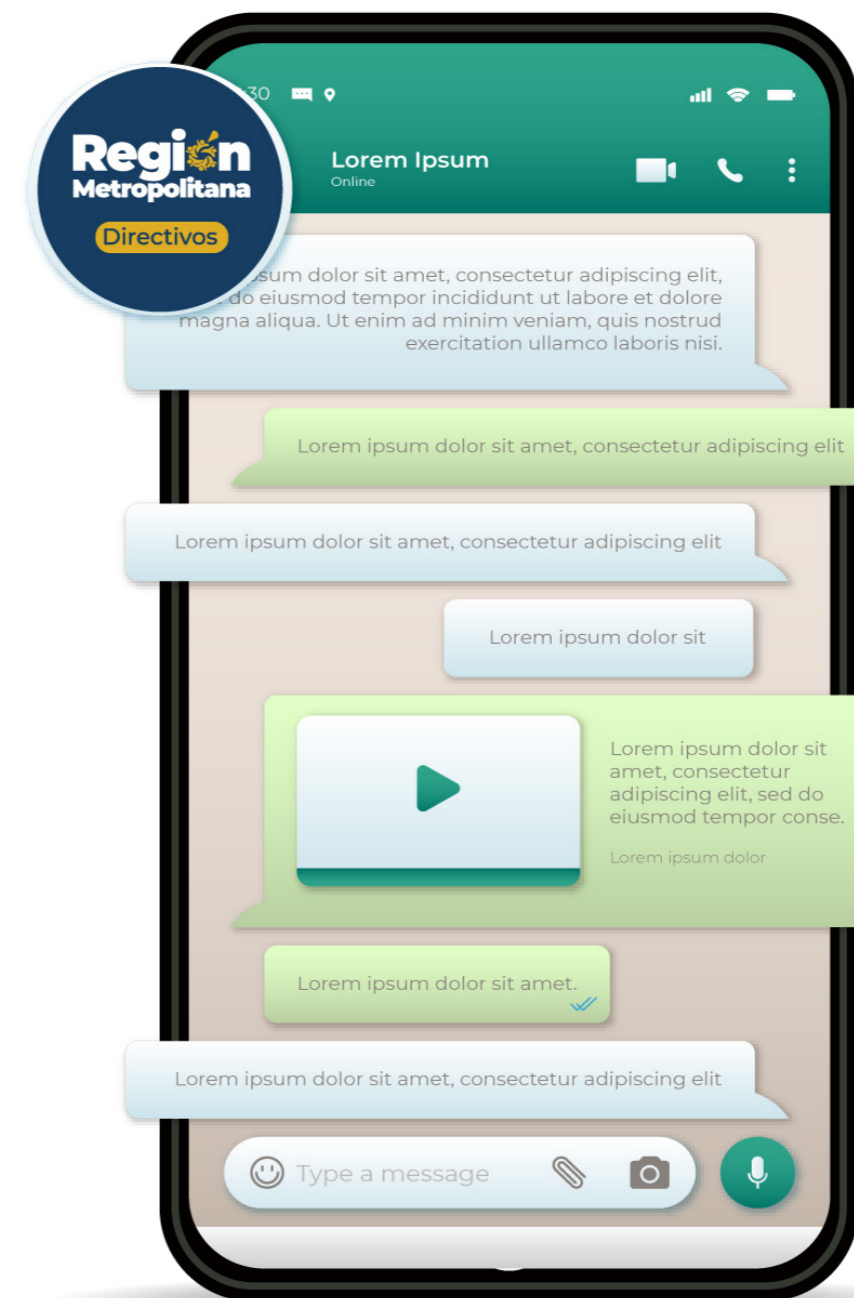 :30
Región
Metropolitana
Directivos
Lorem Ipsum
Online
dolor sit amet, consectetur adipiscing elit,
do eiusmod tempor incididunt ut labore et dolore
magna aliqua. Ut enim ad minim veniam, quis nostrud
exercitation ullamco laboris nisi.
Lorem ipsum dolor sit amet, consectetur adipiscing elit
Lorem ipsum dolor sit amet, consectetur adipiscing elit
Lorem ipsum dolor sit
Lorem ipsum dolor sit
amet, consectetur
adipiscing elit, sed do
eiusmod tempor conse.
Lorem ipsum dolor
Lorem ipsum dolor sit amet.
Lorem ipsum dolor sit amet, consectetur adipiscing elit
Type a message